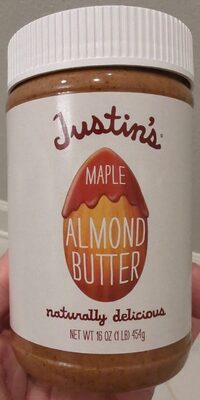 Justin's®
MAPLE
ALMOND
BUTTER
naturally delicious
NET WT 16 OZ (1 LB) 454g